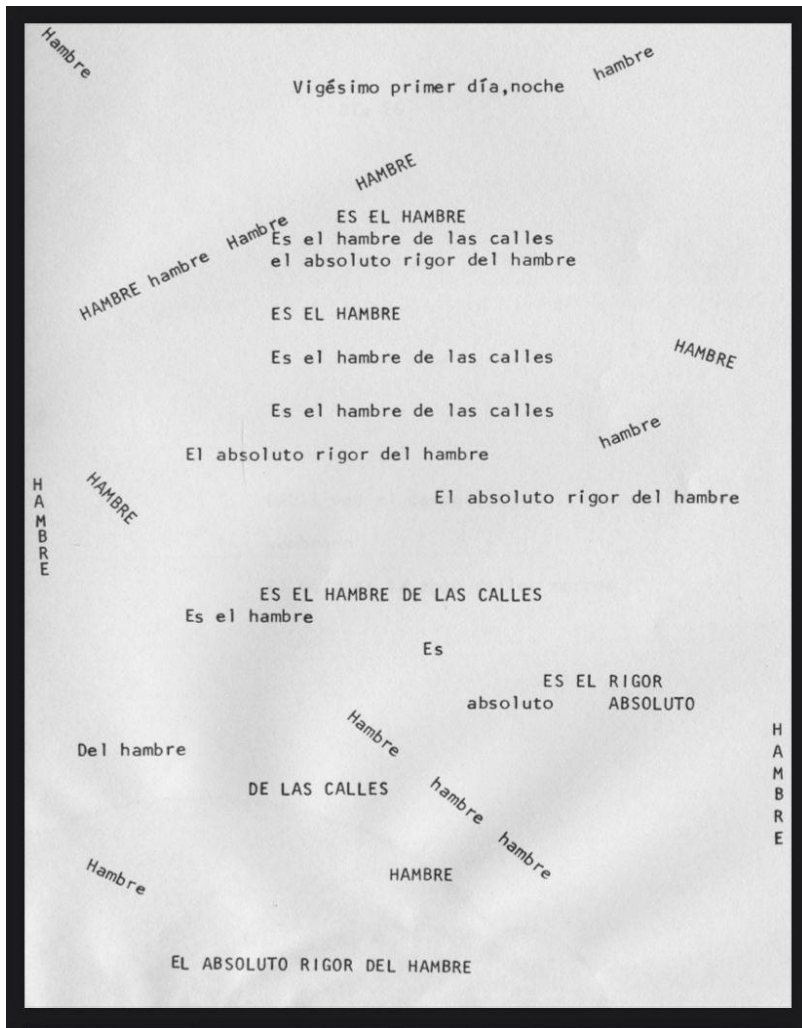 Hambre
hambre
Vigésimo primer día,noche
HAMBRE
HAMBRE hambre Hambre
ES EL HAMBRE
Es el hambre de las calles
el absoluto rigor del hambre
ES EL HAMBRE
Es el hambre de las calles
HAMBRE
Es el hambre de las calles
hambre
El absoluto rigor del hambre
HAMBRE
HAMBRE
El absoluto rigor del hambre
ES EL HAMBRE DE LAS CALLES
Es el hambre
Es
ES EL RIGOR
absoluto ABSOLUTO
Hambre
HAMBRE
Del hambre
DE LAS CALLES
hambre
hambre
Hambre
HAMBRE
EL ABSOLUTO RIGOR DEL HAMBRE